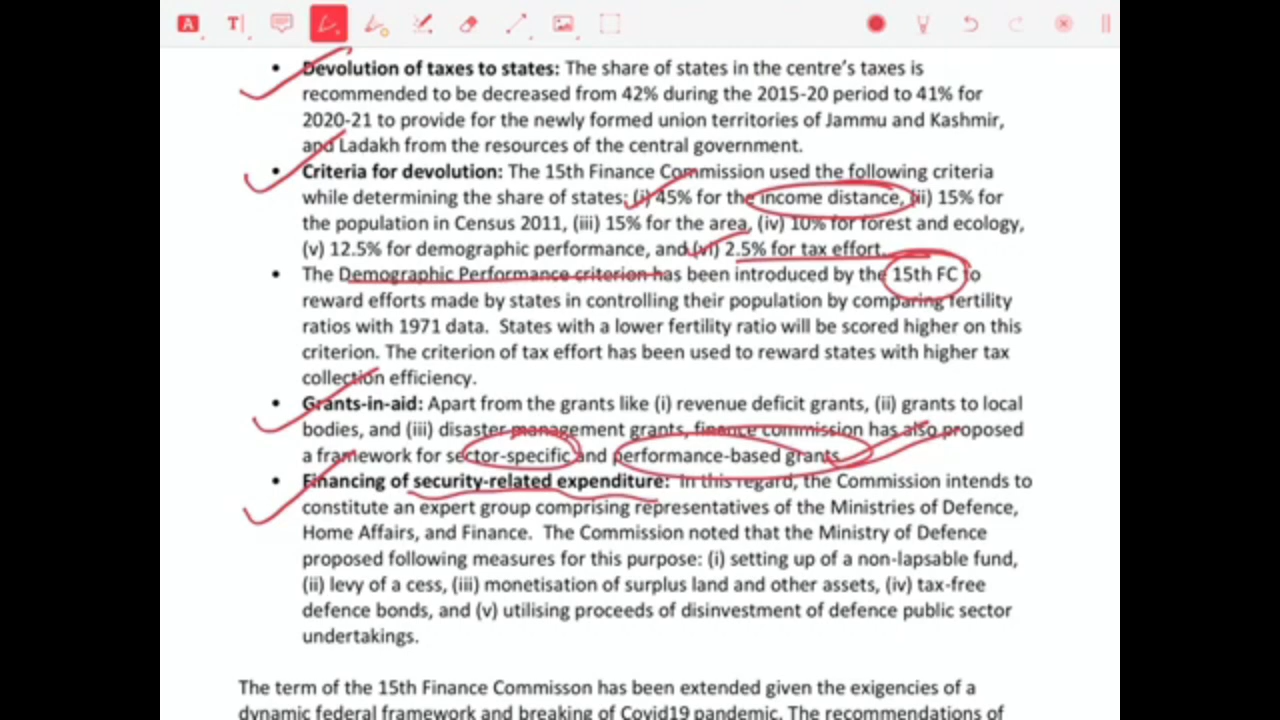 A T
• Devolution of taxes to states: The share of states in the centre's taxes is
recommended to be decreased from 42% during the 2015-20 period to 41% for
2020-21 to provide for the newly formed union territories of Jammu and Kashmir,
and Ladakh from the resources of the central government.
• Criteria for devolution: The 15th Finance Commission used the following criteria
while determining the share of states: (i) 45% for the income distance, (ii) 15% for
the population in Census 2011, (iii) 15% for the area, (iv) 10% for forest and ecology,
(v) 12.5% for demographic performance, and (vi) 2.5% for tax effort.
• The Demographic Performance criterion has been introduced by the 15th FC to
reward efforts made by states in controlling their population by comparing fertility
ratios with 1971 data. States with a lower fertility ratio will be scored higher on this
criterion. The criterion of tax effort has been used to reward states with higher tax
collection efficiency.
• Grants-in-aid: Apart from the grants like (i) revenue deficit grants, (ii) grants to local
bodies, and (iii) disaster management grants, finance commission has also proposed
a framework for sector-specific and performance-based grants.
• Financing of security-related expenditure: In this regard, the Commission intends to
constitute an expert group comprising representatives of the Ministries of Defence,
Home Affairs, and Finance. The Commission noted that the Ministry of Defence
proposed following measures for this purpose: (i) setting up of a non-lapsable fund,
(ii) levy of a cess, (iii) monetisation of surplus land and other assets, (iv) tax-free
defence bonds, and (v) utilising proceeds of disinvestment of defence public sector
undertakings.
The term of the 15th Finance Commisson has been extended given the exigencies of a
dynamic federal framework and breaking of Covid19 pandemic. The recommendations of